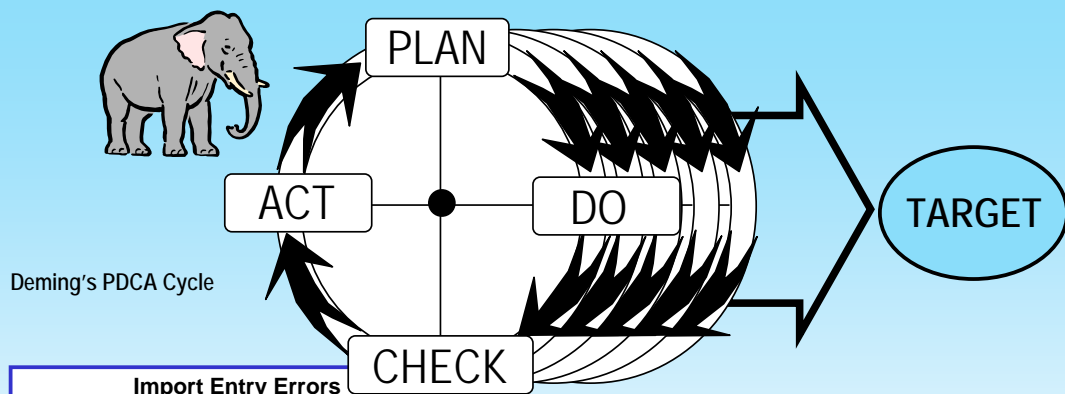 PLAN
ACT
DO
TARGET
Deming's PDCA Cycle
CHECK
Import Entry Errors